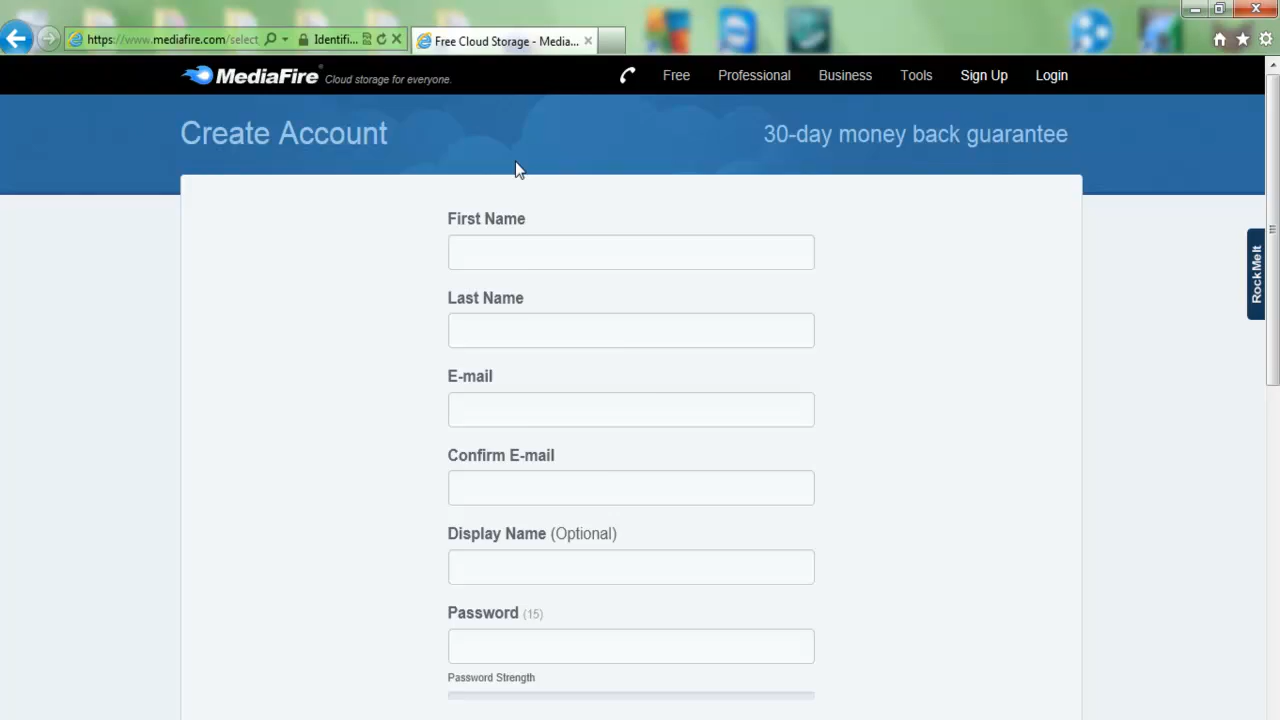 https://www.mediafire.com/select
Identifi...
Free Cloud Storage - Media...
MediaFire® Cloud storage for everyone.
Free Professional Business Tools Sign Up Login
Create Account
30-day money back guarantee
First Name
Last Name
E-mail
Confirm E-mail
Display Name (Optional)
Password (15)
Password Strength
RockMelt